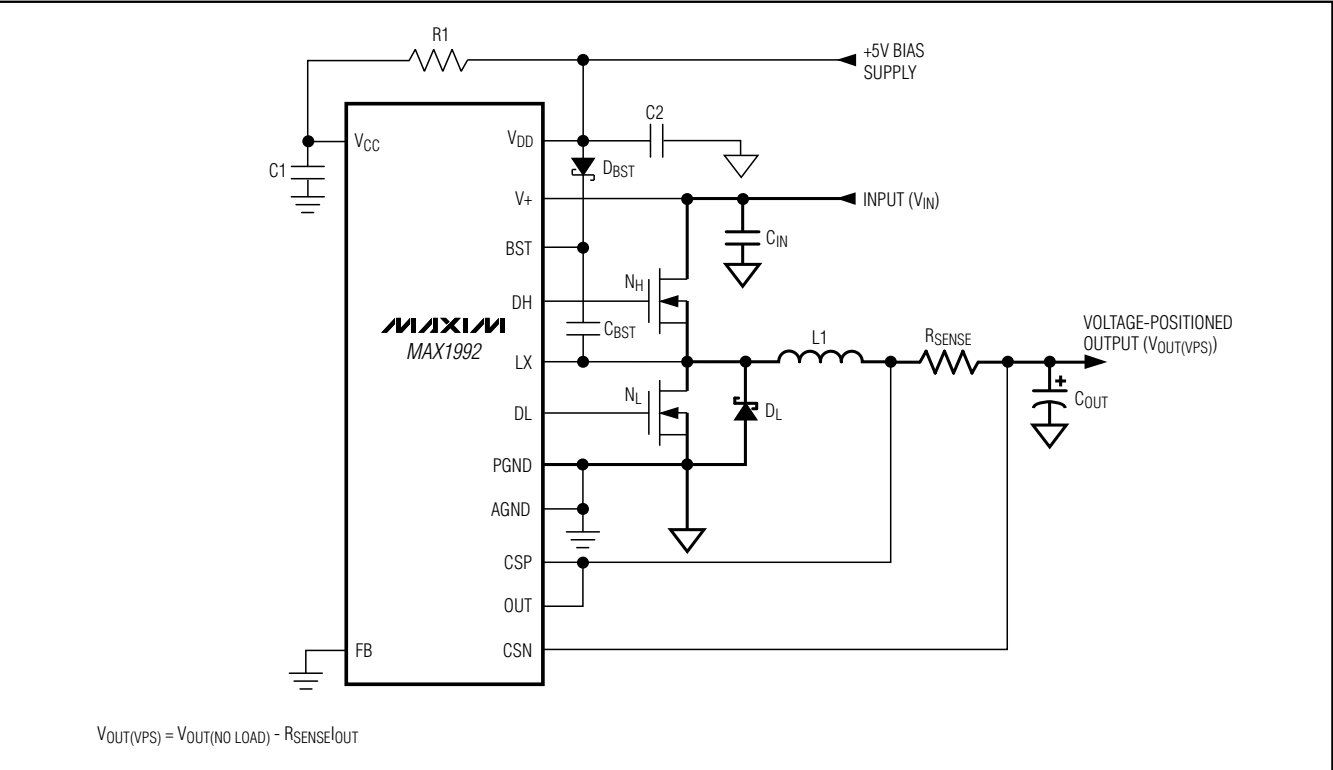 R1
+5V BIAS
SUPPLY
C2
VCC
VDD
C1
DBST
V+
INPUT (VIN)
CIN
BST
NH
DH
CBST
MAXIM
MAX1992
LX
L1
RSENSE
VOLTAGE-POSITIONED
OUTPUT (VOUT(VPS))
NL
DL
DL
+
COUT
PGND
AGND
CSP
OUT
FB
CSN
VOUT(VPS) = VOUT(NO LOAD) - RSENSEIOUT